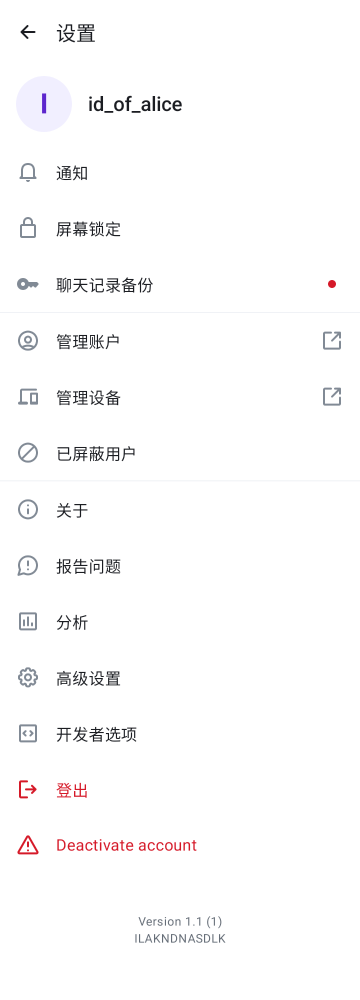 设置
I
id_of_alice
通知
屏幕锁定
聊天记录备份
管理账户
管理设备
已屏蔽用户
关于
报告问题
分析
高级设置
开发者选项
登出
Deactivate account
Version 1.1 (1)
ILAKNDNASDLK